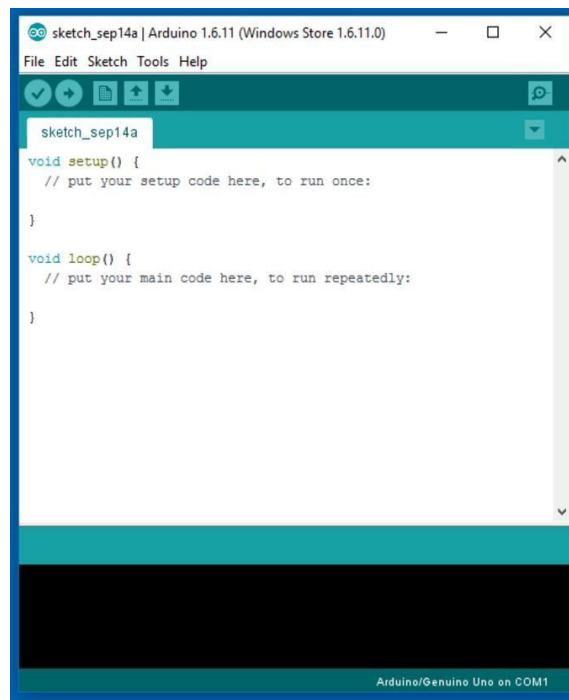 sketch_sep14a | Arduino 1.6.11 (Windows Store 1.6.11.0)
File Edit Sketch Tools Help
sketch_sep14a
void setup() {
  // put your setup code here, to run once:
}
void loop() {
  // put your main code here, to run repeatedly:
}
Arduino/Genuino Uno on COM1